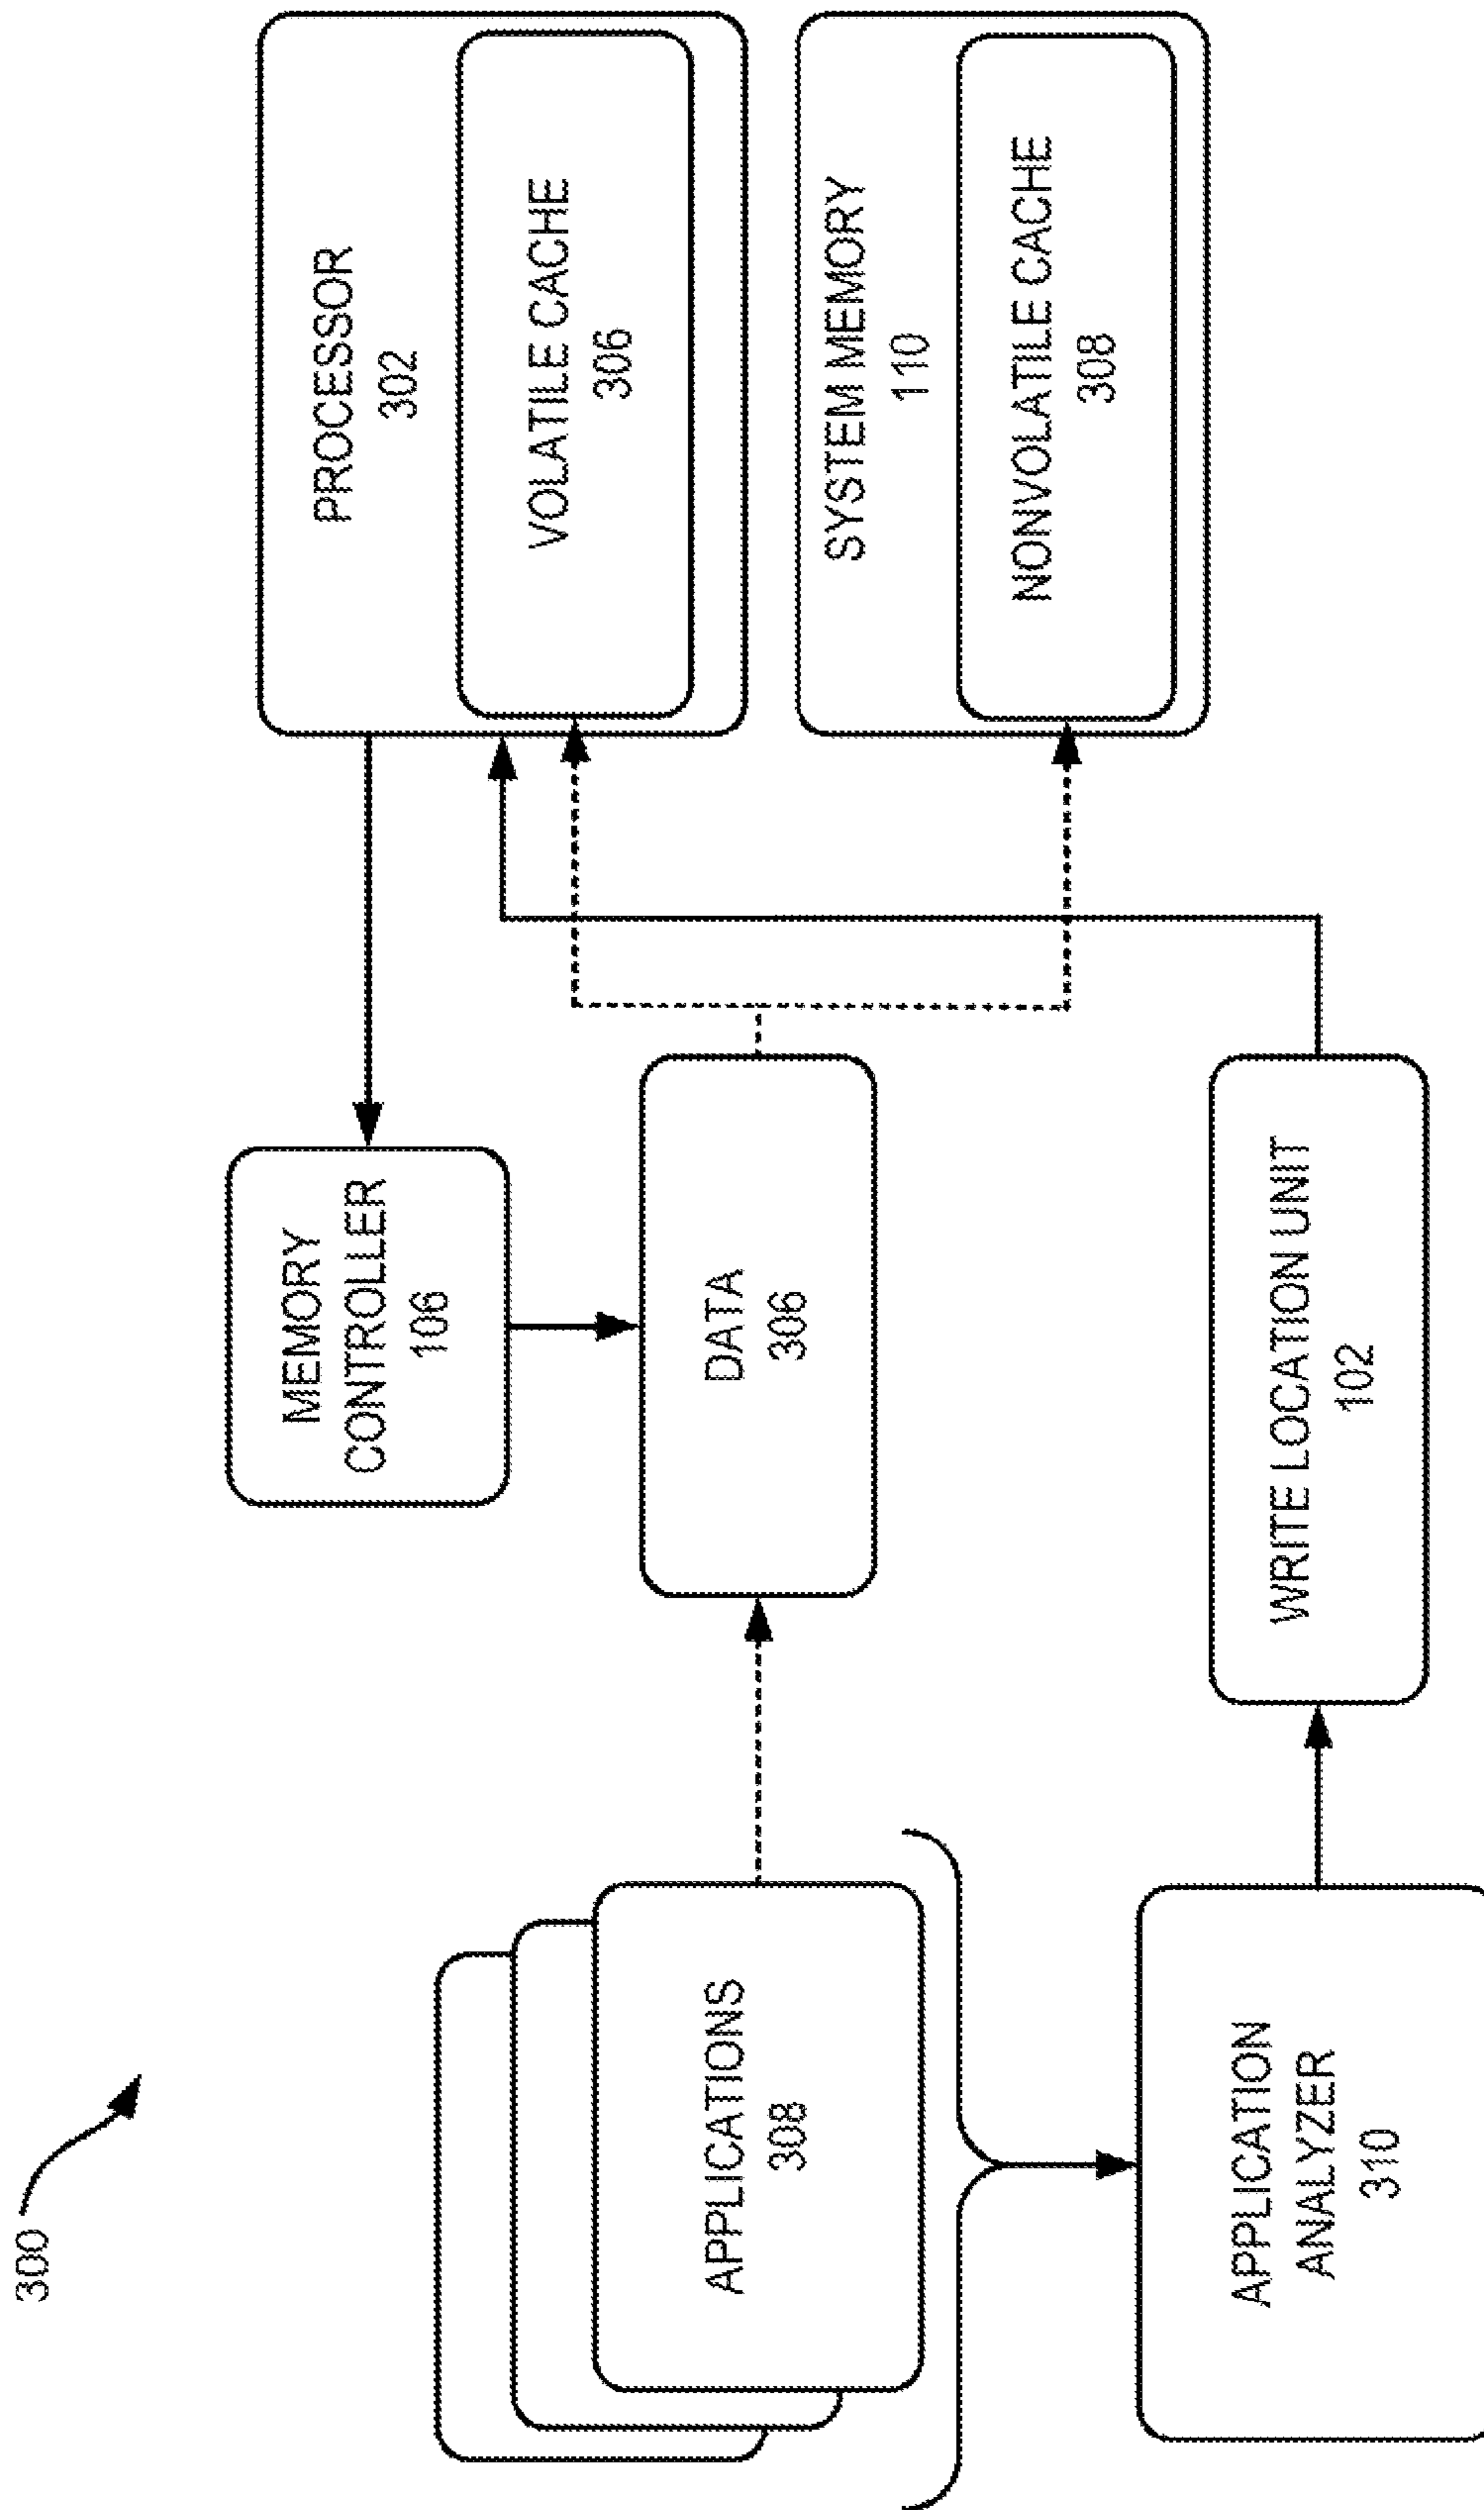 300
APPLICATIONS
308
APPLICATION
ANALYZER
310
MEMORY
CONTROLLER
106
DATA
306
WRITE LOCATION UNIT
102
PROCESSOR
302
VOLATILE CACHE
306
SYSTEM MEMORY
110
NONVOLATILE CACHE
308